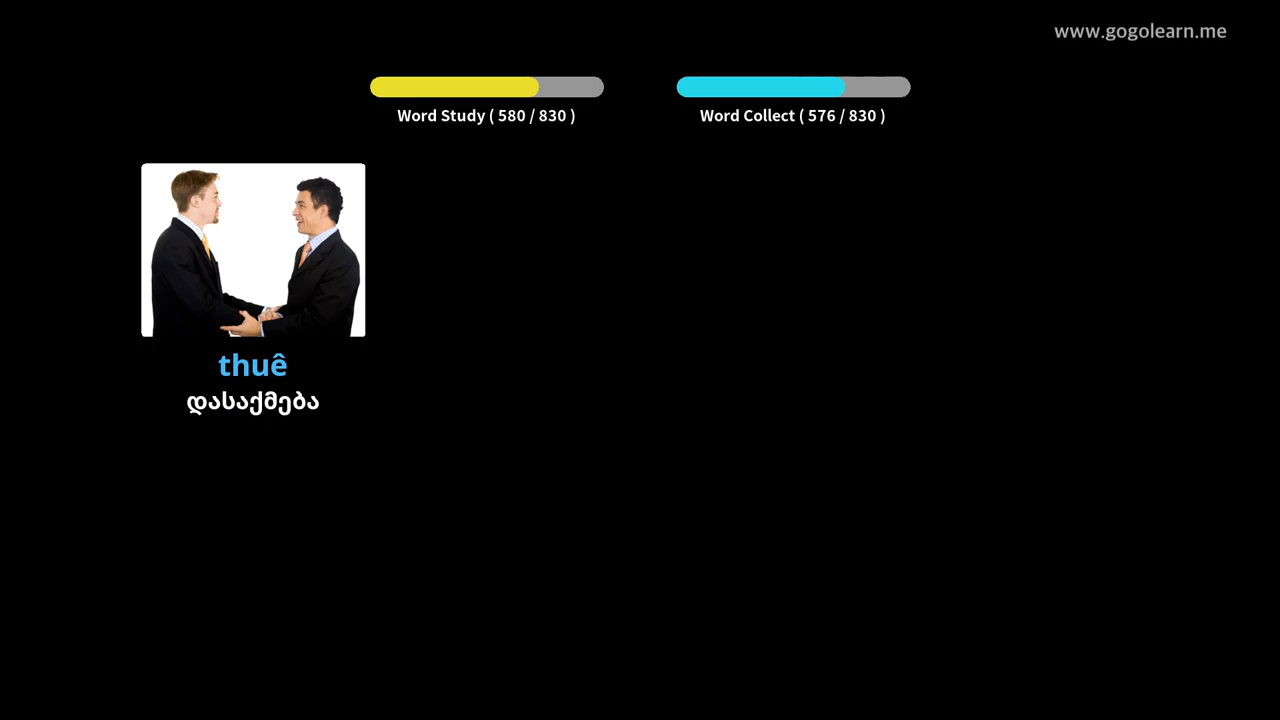 www.gogolearn.me
Word Study ( 580 / 830 )
Word Collect ( 576 / 830 )
thuê
დასაქმება